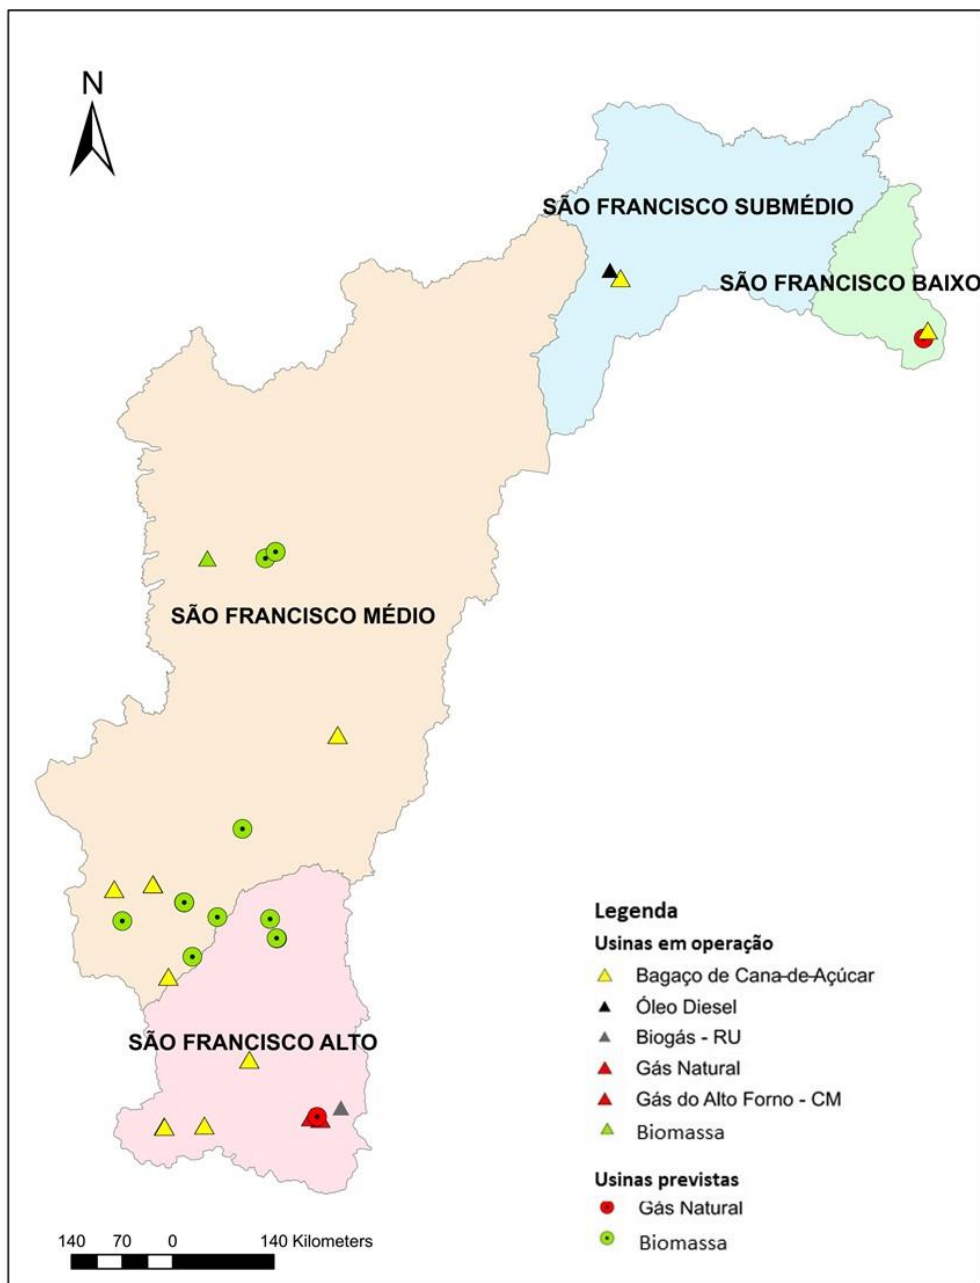 N
SÃO FRANCISCO SUBMÉDIO
SÃO FRANCISCO BAIXO
SÃO FRANCISCO MÉDIO
Legenda
Usinas em operação
Bagaço de Cana-de-Açúcar
Óleo Diesel
Biogás - RU
SÃO FRANCISCO ALTO
Gás Natural
Gás do Alto Forno - CM
Biomassa
Usinas previstas
Gás Natural
Biomassa
140 70 0 140 Kilometers